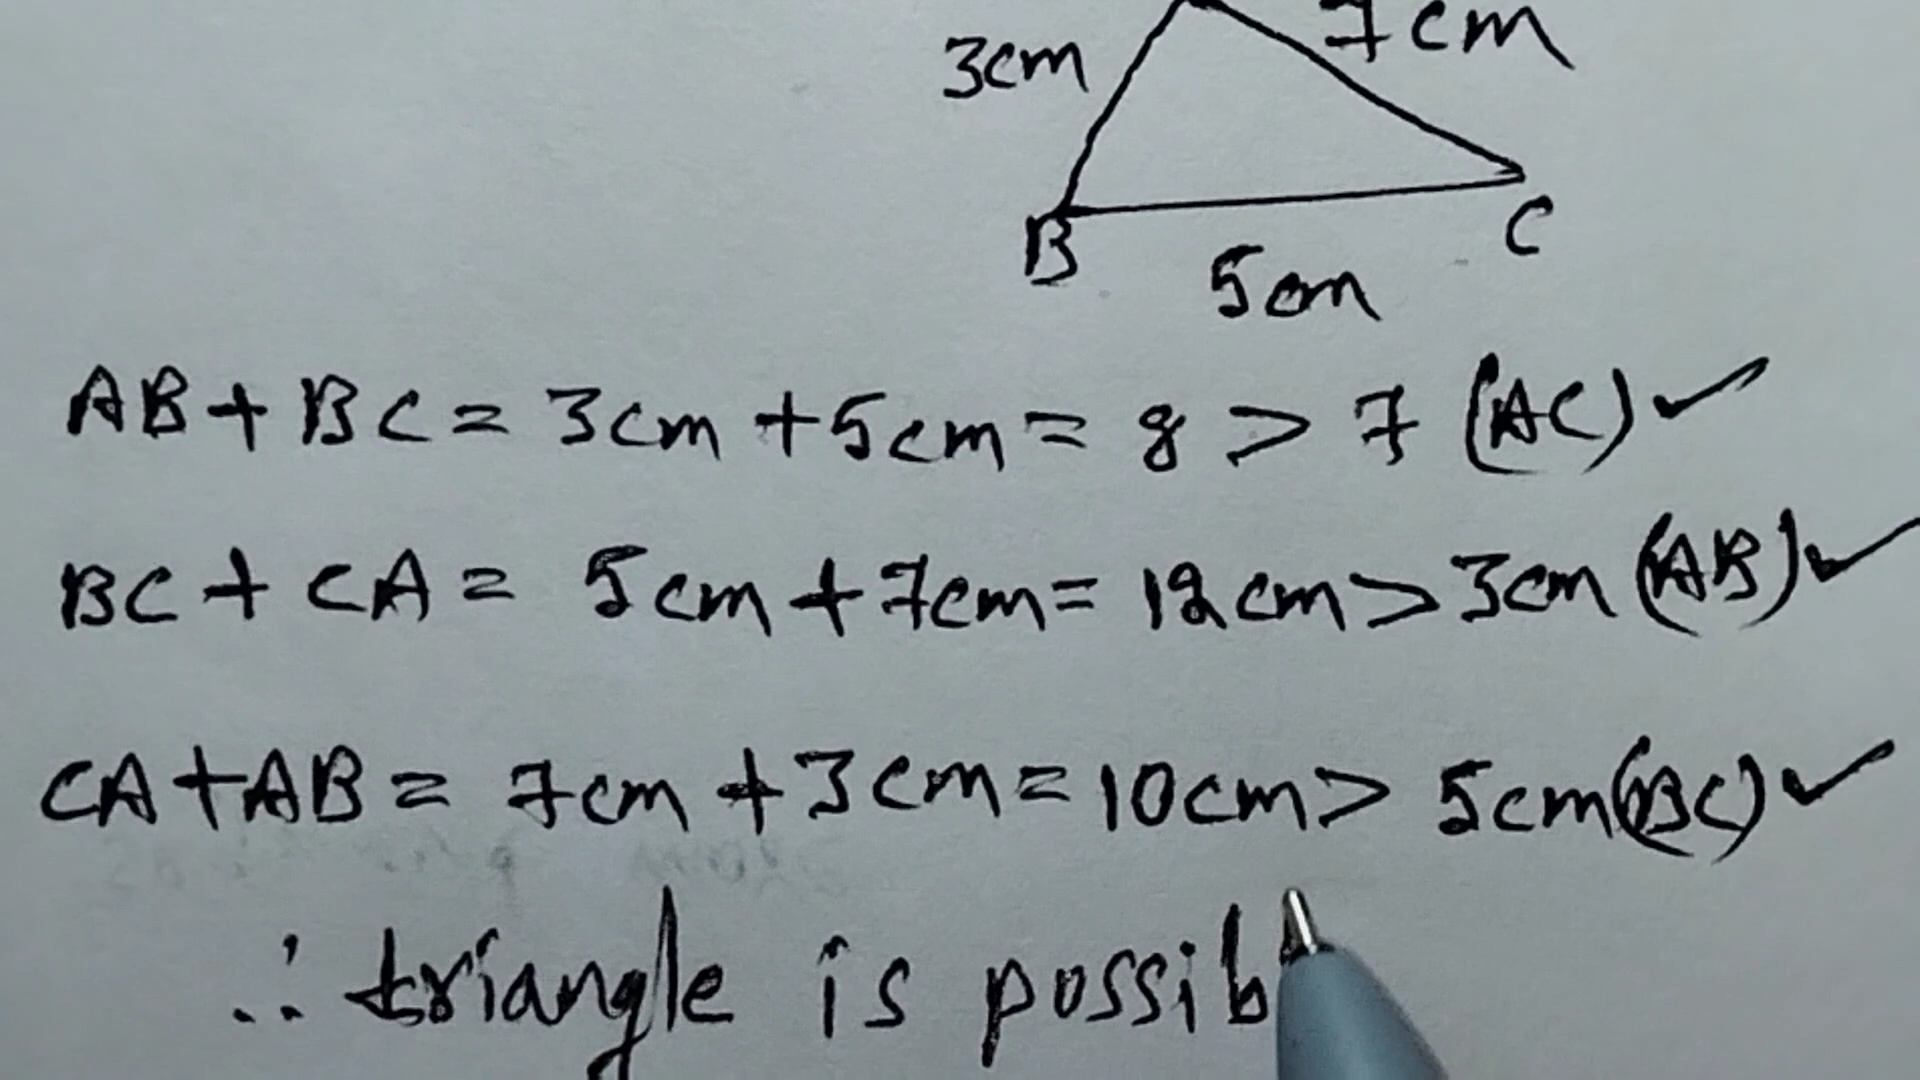 3cm
7cm
B
C
5cm
AB + BC = 3cm + 5cm = 8 > 7 (AC) ✓
BC + CA = 5cm + 7cm = 12cm > 3cm (AB) ✓
CA + AB = 7cm + 3cm = 10cm > 5cm (BC) ✓
∴ triangle is possib